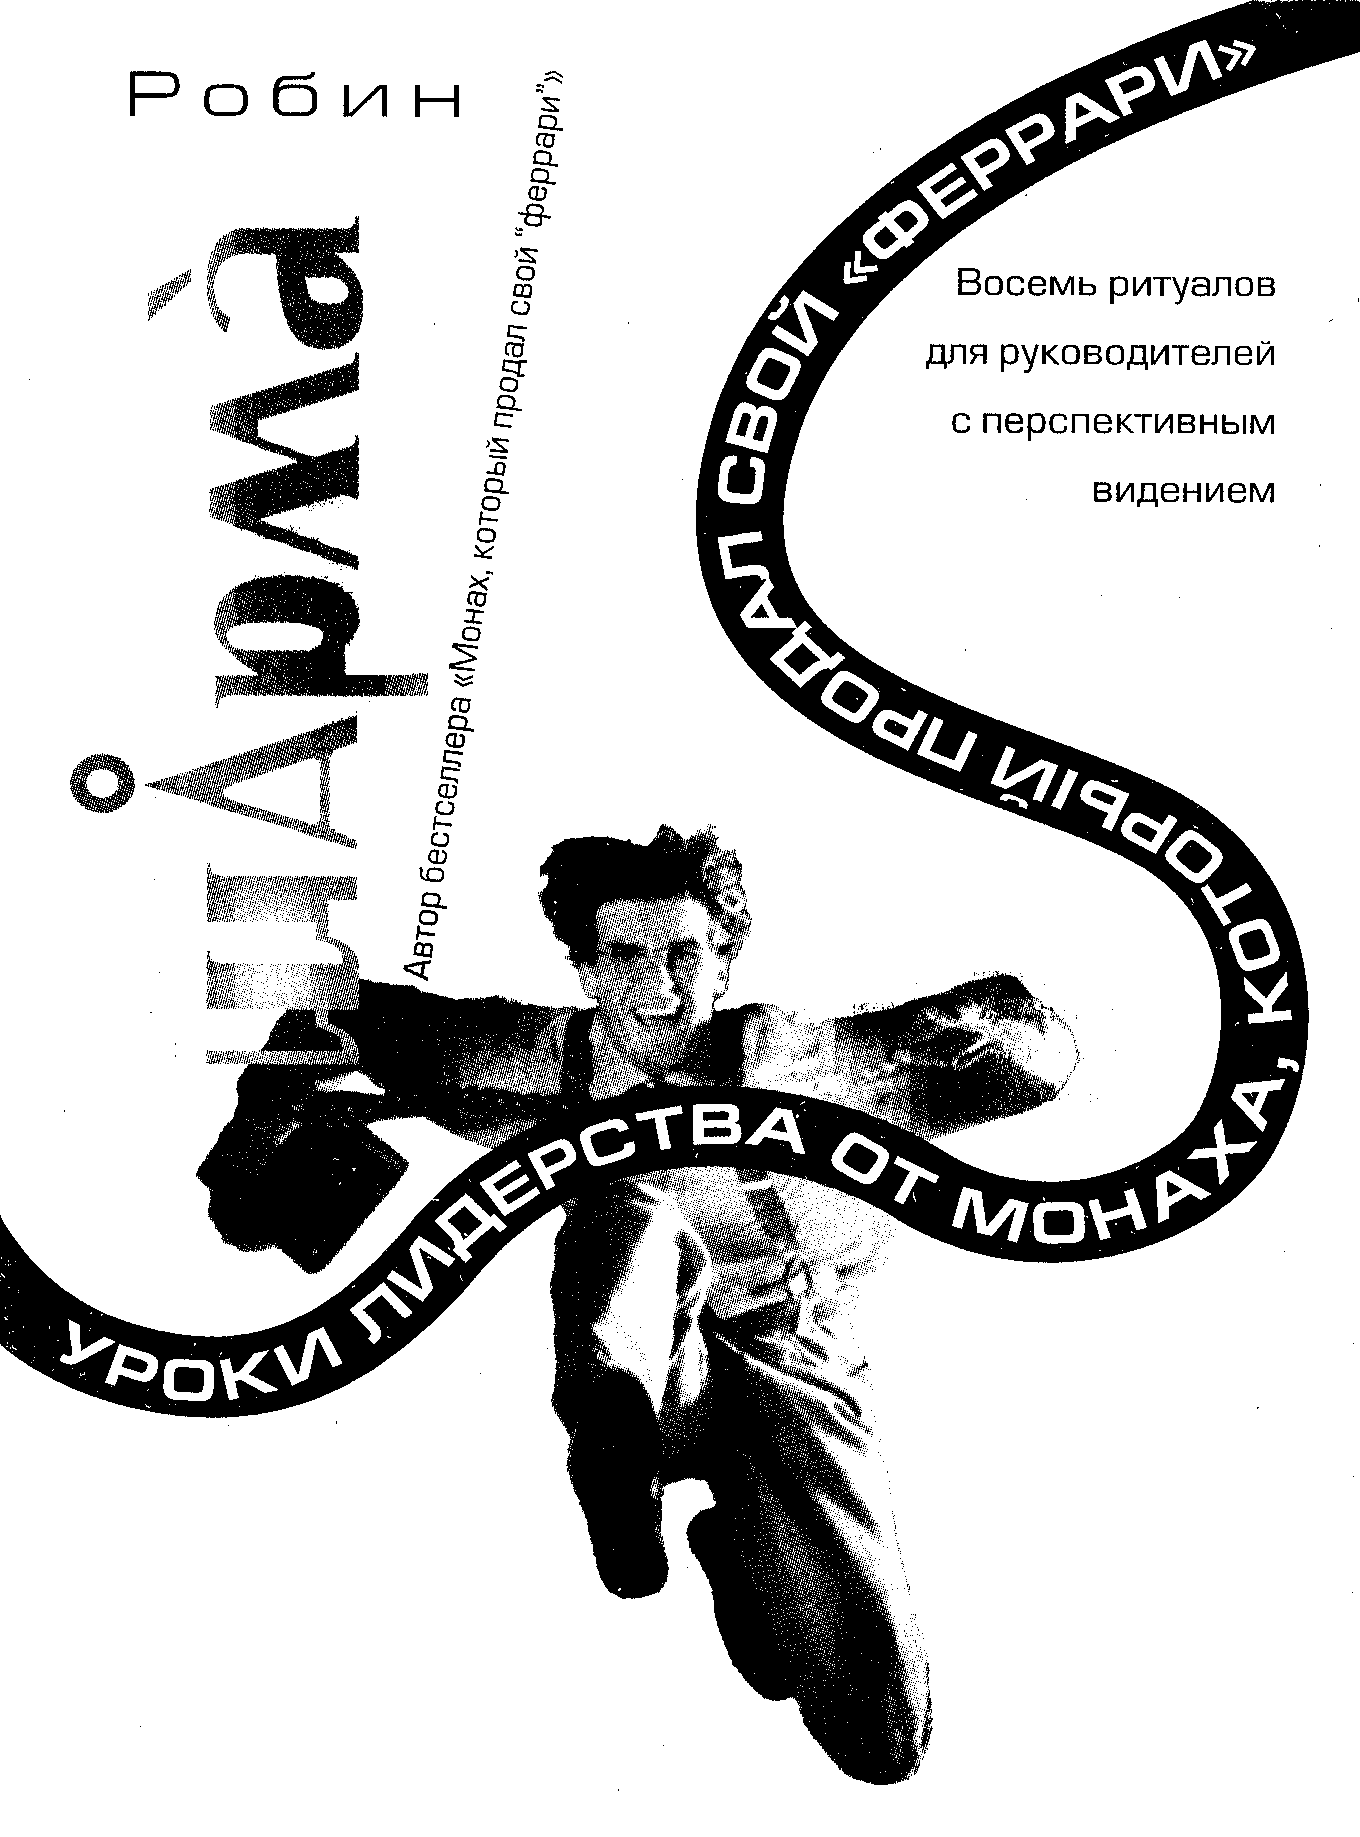 Робин
шÅрмà
Автор бестселлера «Монах, который продал свой “феррари”»
УРОКИ ЛИДЕРСТВА ОТ МОНАХА, КОТОРЫЙ ПРОДАЛ СВОЙ «ФЕРРАРИ»
Восемь ритуалов
для руководителей
с перспективным
видением